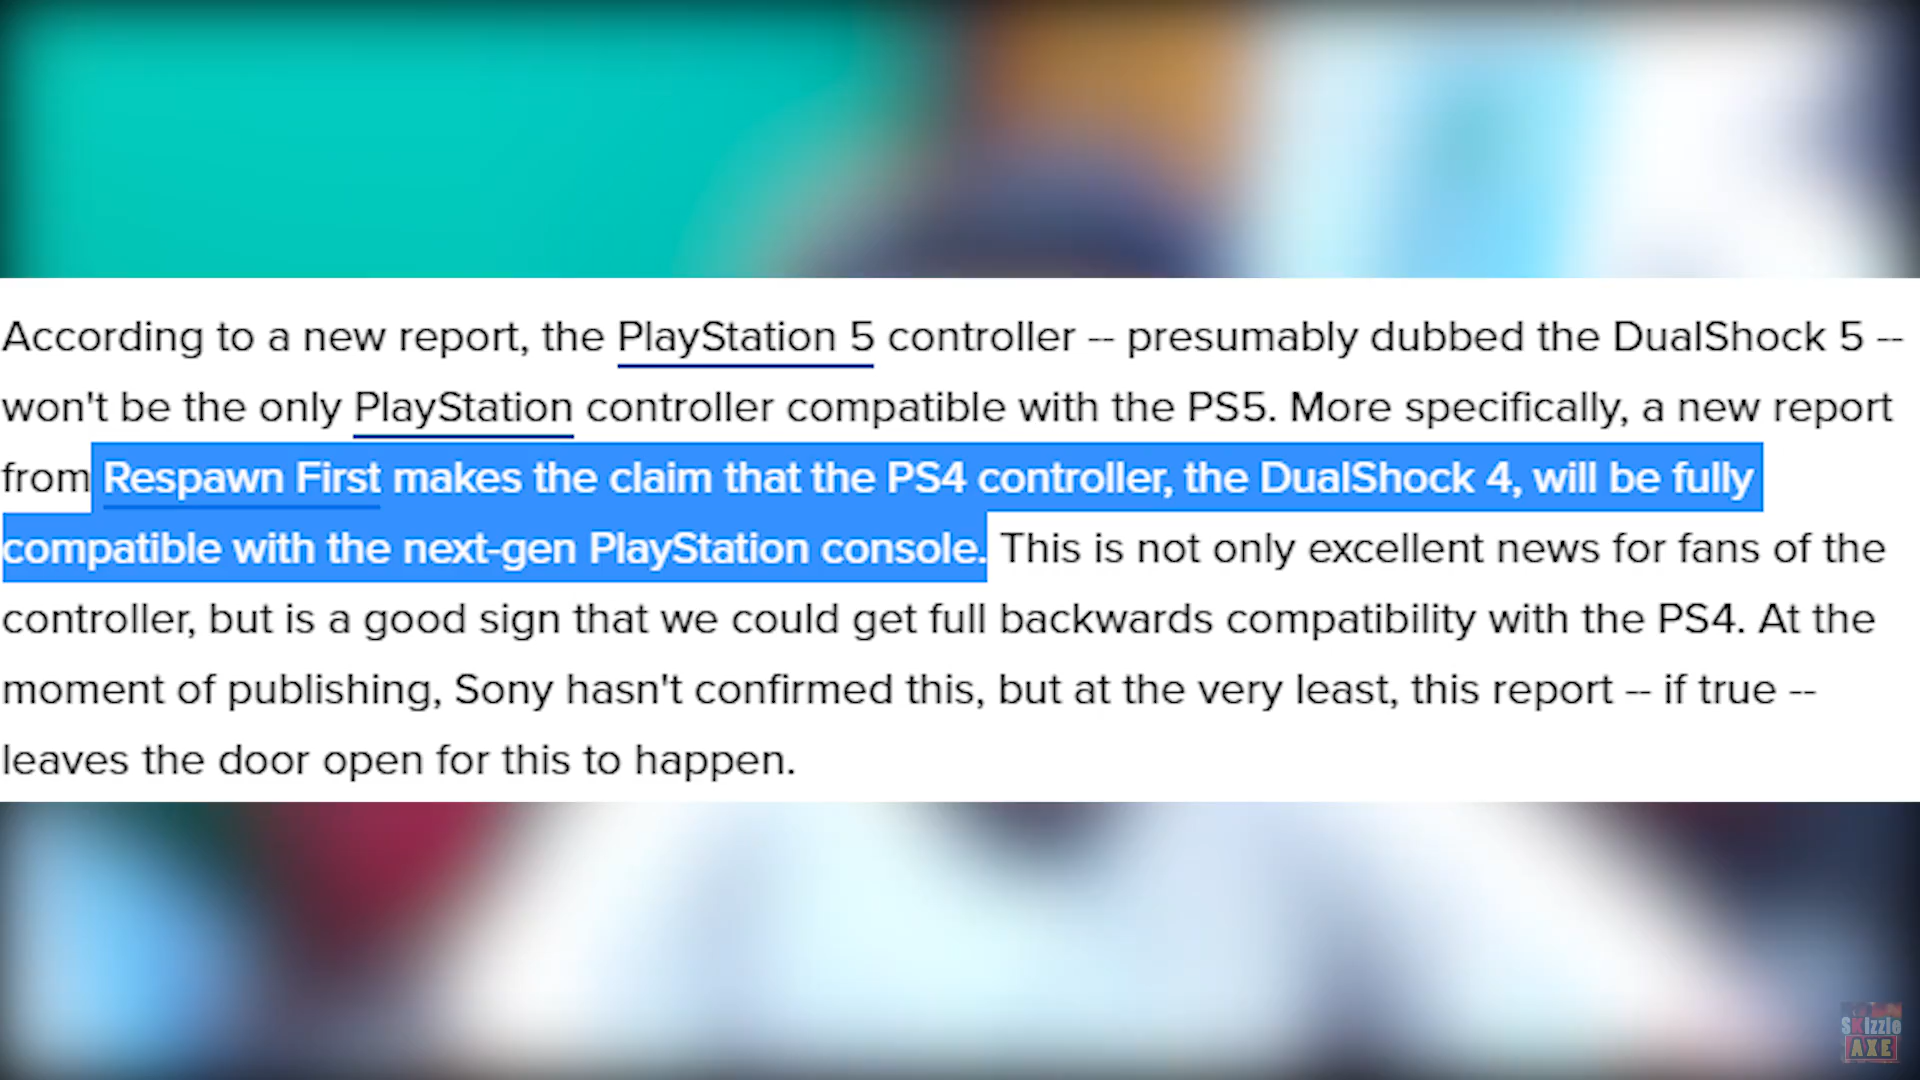 According to a new report, the PlayStation 5 controller -- presumably dubbed the DualShock 5 --
won't be the only PlayStation controller compatible with the PS5. More specifically, a new report
from Respawn First makes the claim that the PS4 controller, the DualShock 4, will be fully
compatible with the next-gen PlayStation console. This is not only excellent news for fans of the
controller, but is a good sign that we could get full backwards compatibility with the PS4. At the
moment of publishing, Sony hasn't confirmed this, but at the very least, this report -- if true --
leaves the door open for this to happen.
SKizzle
AXE